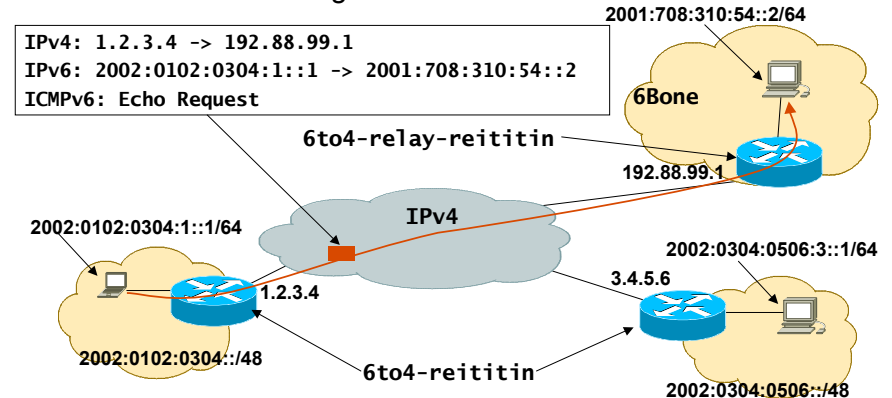 2001:708:310:54::2/64
IPv4: 1.2.3.4 -> 192.88.99.1
IPv6: 2002:0102:0304:1::1 -> 2001:708:310:54::2
ICMPv6: Echo Request
6Bone
6to4-relay-reititin
192.88.99.1
IPv4
2002:0102:0304:1::1/64
2002:0304:0506:3::1/64
3.4.5.6
1.2.3.4
2002:0102:0304::/48
6to4-reititin
2002:0304:0506::/48